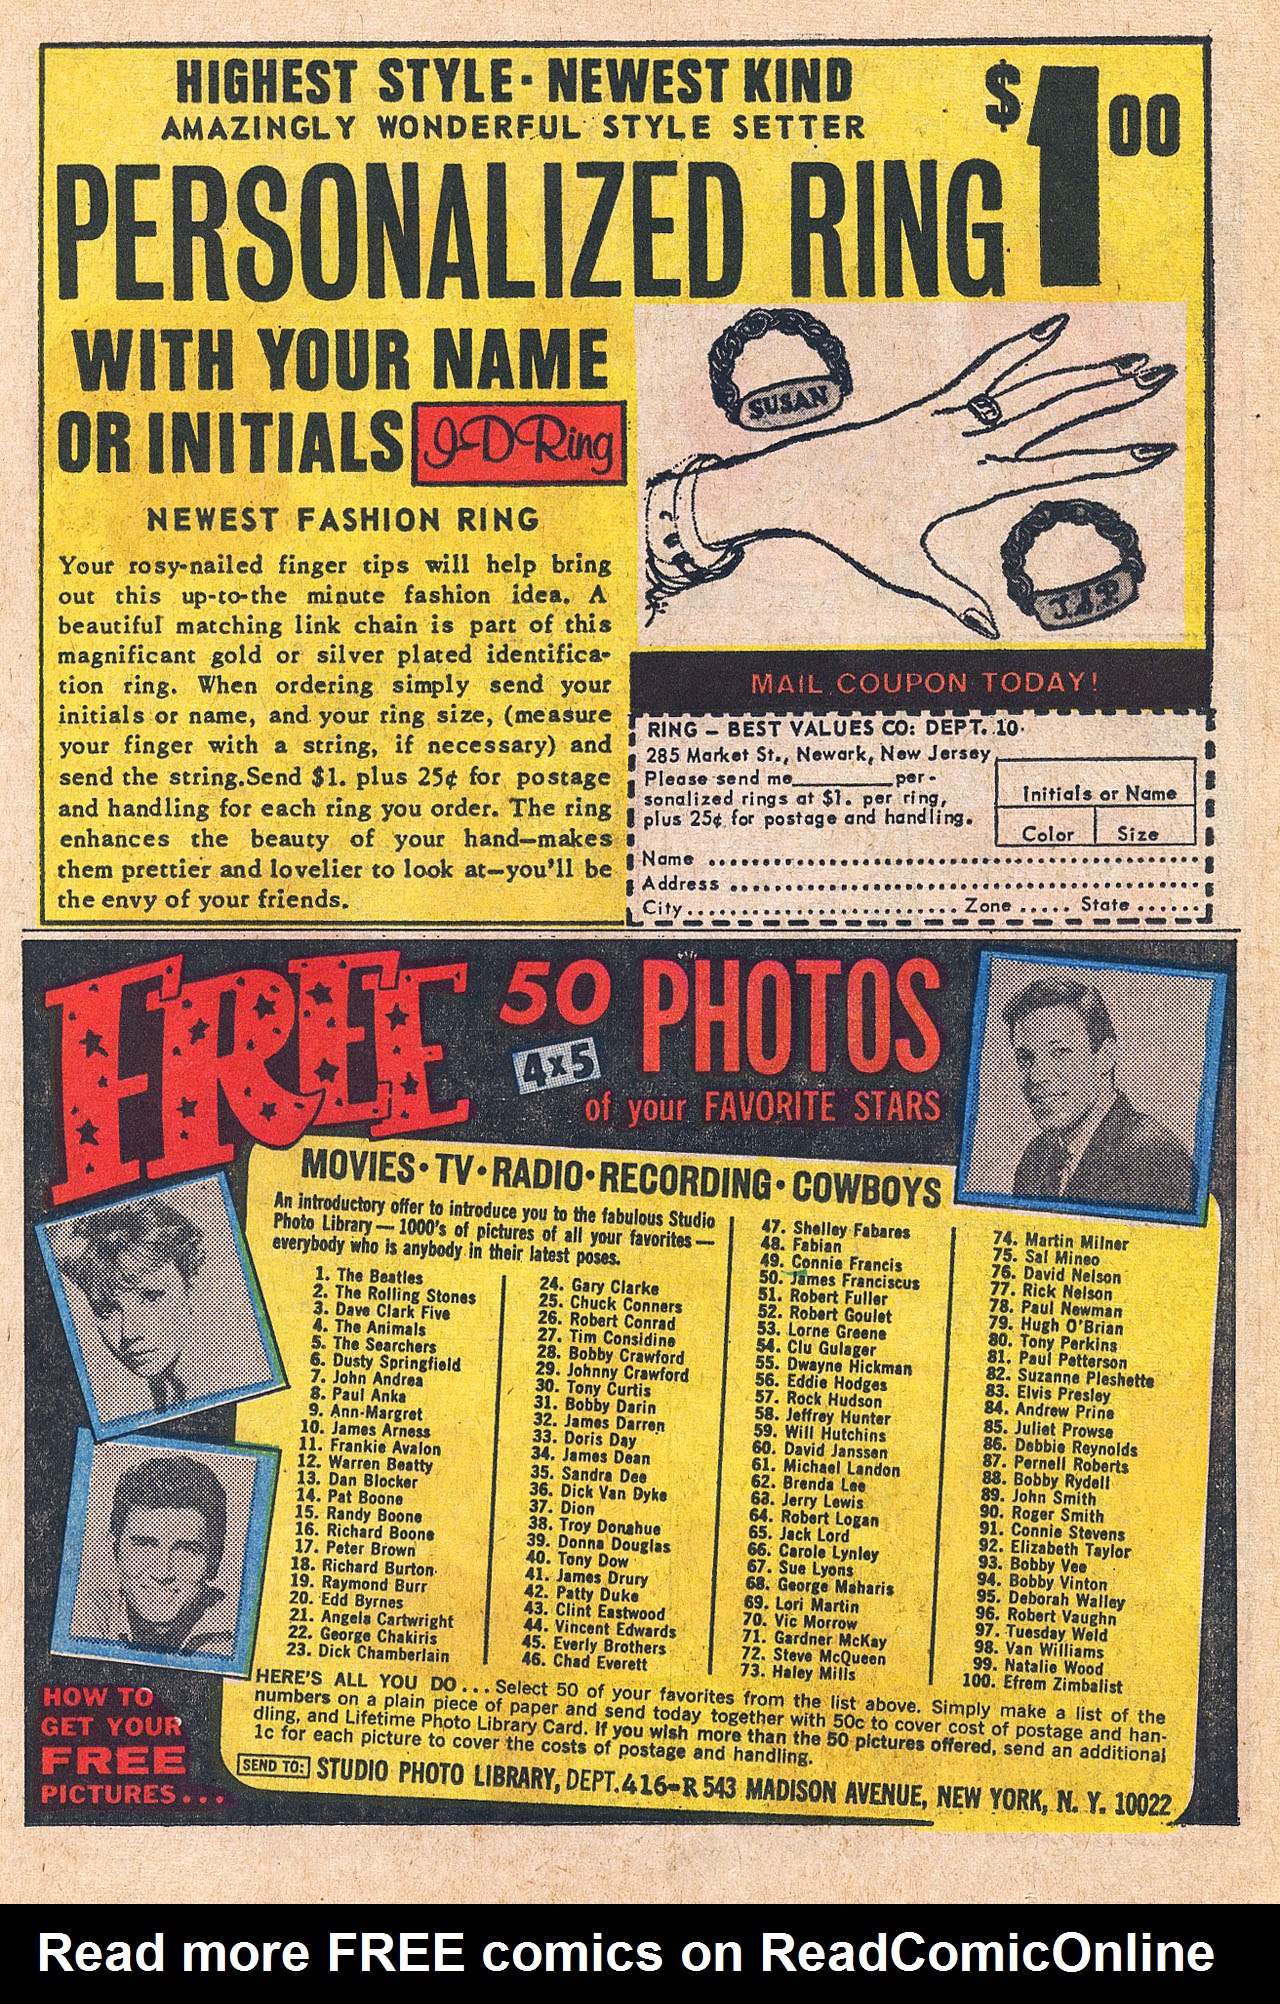 HIGHEST STYLE - NEWEST KIND
AMAZINGLY WONDERFUL STYLE SETTER
$1 00
PERSONALIZED RING
WITH YOUR NAME
OR INITIALS
I-D Ring
SUSAN
J.A.P.
NEWEST FASHION RING
Your rosy-nailed finger tips will help bring
out this up-to-the minute fashion idea. A
beautiful matching link chain is part of this
magnificant gold or silver plated identifica-
tion ring. When ordering simply send your
initials or name, and your ring size, (measure
your finger with a string, if necessary) and
send the string.Send $1. plus 25¢ for postage
and handling for each ring you order. The ring
enhances the beauty of your hand—makes
them prettier and lovelier to look at—you'll be
the envy of your friends.
MAIL COUPON TODAY!
RING — BEST VALUES CO: DEPT. 10
285 Market St., Newark, New Jersey
Please send me__________per-
sonalized rings at $1. per ring,
plus 25¢ for postage and handling.
Initials or Name
Color Size
Name
Address
City Zone State
FREE 50 PHOTOS
4x5
of your FAVORITE STARS
MOVIES • TV • RADIO • RECORDING • COWBOYS
An introductory offer to introduce you to the fabulous Studio
Photo Library — 1000's of pictures of all your favorites —
everybody who is anybody in their latest poses.
1. The Beatles
2. The Rolling Stones
3. Dave Clark Five
4. The Animals
5. The Searchers
6. Dusty Springfield
7. John Andrea
8. Paul Anka
9. Ann-Margret
10. James Arness
11. Frankie Avalon
12. Warren Beatty
13. Dan Blocker
14. Pat Boone
15. Randy Boone
16. Richard Boone
17. Peter Brown
18. Richard Burton
19. Raymond Burr
20. Edd Byrnes
21. Angela Cartwright
22. George Chakiris
23. Dick Chamberlain
24. Gary Clarke
25. Chuck Conners
26. Robert Conrad
27. Tim Considine
28. Bobby Crawford
29. Johnny Crawford
30. Tony Curtis
31. Bobby Darin
32. James Darren
33. Doris Day
34. James Dean
35. Sandra Dee
36. Dick Van Dyke
37. Dion
38. Troy Donahue
39. Donna Douglas
40. Tony Dow
41. James Drury
42. Patty Duke
43. Clint Eastwood
44. Vincent Edwards
45. Everly Brothers
46. Chad Everett
47. Shelley Fabares
48. Fabian
49. Connie Francis
50. James Franciscus
51. Robert Fuller
52. Robert Goulet
53. Lorne Greene
54. Clu Gulager
55. Dwayne Hickman
56. Eddie Hodges
57. Rock Hudson
58. Jeffrey Hunter
59. Will Hutchins
60. David Janssen
61. Michael Landon
62. Brenda Lee
63. Jerry Lewis
64. Robert Logan
65. Jack Lord
66. Carole Lynley
67. Sue Lyons
68. George Maharis
69. Lori Martin
70. Vic Morrow
71. Gardner McKay
72. Steve McQueen
73. Haley Mills
74. Martin Milner
75. Sal Mineo
76. David Nelson
77. Rick Nelson
78. Paul Newman
79. Hugh O'Brian
80. Tony Perkins
81. Paul Petterson
82. Suzanne Pleshette
83. Elvis Presley
84. Andrew Prine
85. Juliet Prowse
86. Debbie Reynolds
87. Pernell Roberts
88. Bobby Rydell
89. John Smith
90. Roger Smith
91. Connie Stevens
92. Elizabeth Taylor
93. Bobby Vee
94. Bobby Vinton
95. Deborah Walley
96. Robert Vaughn
97. Tuesday Weld
98. Van Williams
99. Natalie Wood
100. Efrem Zimbalist
HOW TO
GET YOUR
FREE
PICTURES...
HERE'S ALL YOU DO... Select 50 of your favorites from the list above. Simply make a list of the
numbers on a plain piece of paper and send today together with 50c to cover cost of postage and han-
dling, and Lifetime Photo Library Card. If you wish more than the 50 pictures offered, send an additional
1c for each picture to cover the costs of postage and handling.
SEND TO: STUDIO PHOTO LIBRARY, DEPT. 416-R 543 MADISON AVENUE, NEW YORK, N. Y. 10022
Read more FREE comics on ReadComicOnline